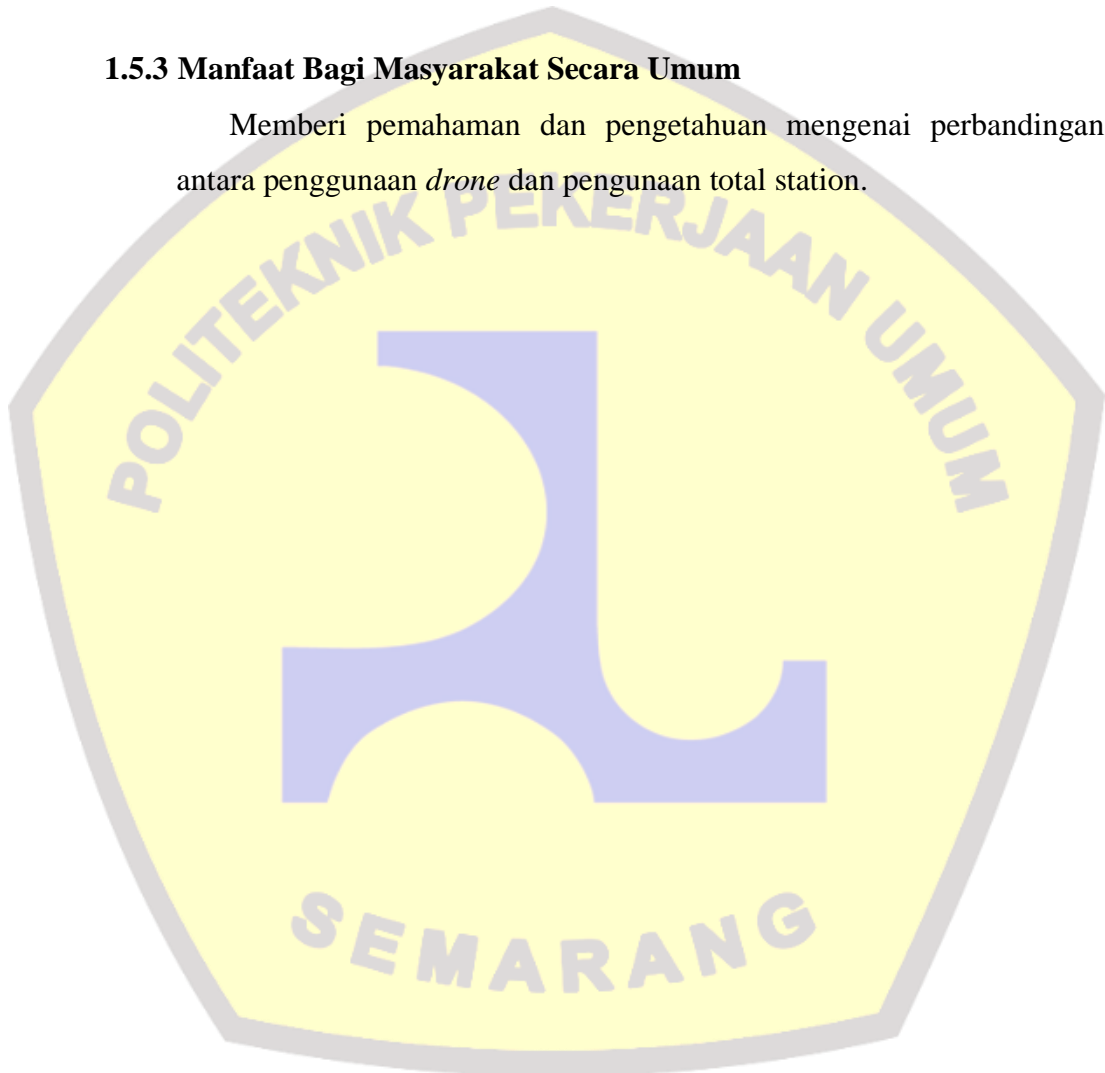 1.5.3 Manfaat Bagi Masyarakat Secara Umum
Memberi pemahaman dan pengetahuan mengenai perbandingan
antara penggunaan drone dan pengunaan total station.
POLITEKNIK PEKERJAAN UMUM
SEMARANG